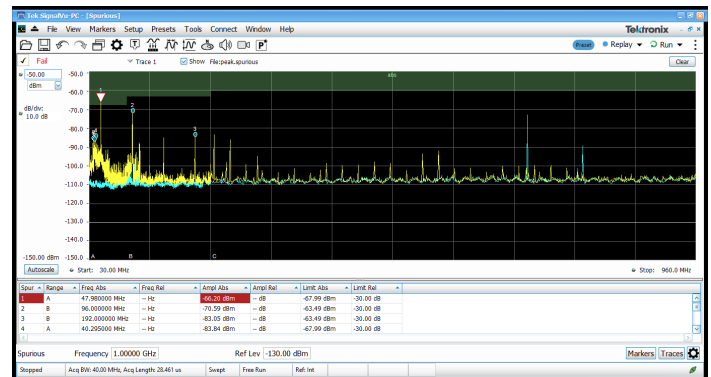 Tek SignalVu-PC - [Spurious]
File View Markers Setup Presets Tools Connect Window Help
Tektronix
Preset Replay Run
Fail Trace 1 Show File:peak.spurious Clear
-50.00
dBm
dB/div:
10.0 dB
-50.0
abs
-60.0
1
-70.0
2
-80.0
3
-90.0
-100.0
-110.0
-120.0
-130.0
-140.0
-150.00 dBm -150.0 A B C
Autoscale Start: 30.00 MHz Stop: 960.0 MHz
Spur Range Freq Abs Freq Rel Ampl Abs Ampl Rel Limit Abs Limit Rel
1 A 47.980000 MHz -- Hz -66.20 dBm -- dB -67.99 dBm -30.00 dB
2 B 96.000000 MHz -- Hz -70.59 dBm -- dB -63.49 dBm -30.00 dB
3 B 192.000000 MHz -- Hz -83.05 dBm -- dB -63.49 dBm -30.00 dB
4 A 40.295000 MHz -- Hz -83.84 dBm -- dB -67.99 dBm -30.00 dB
Spurious Frequency 1.00000 GHz Ref Lev -130.00 dBm Markers Traces
Stopped Acq BW: 40.00 MHz, Acq Length: 28.461 us Swept Free Run Ref: Int